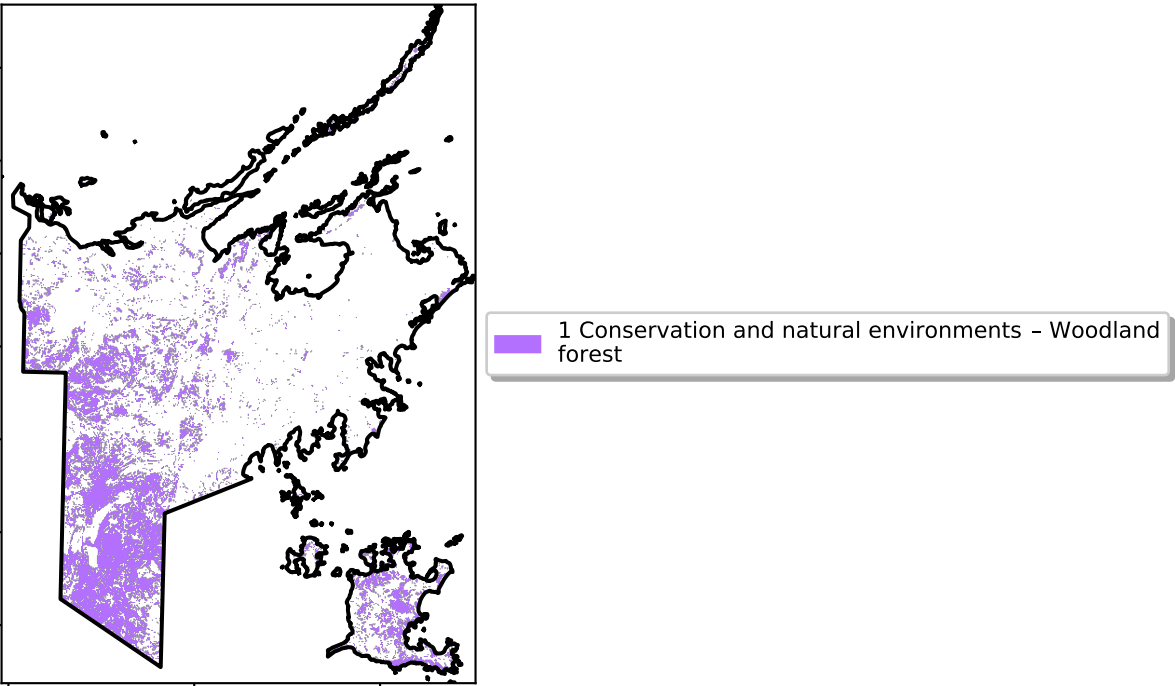 1 Conservation and natural environments – Woodland
forest